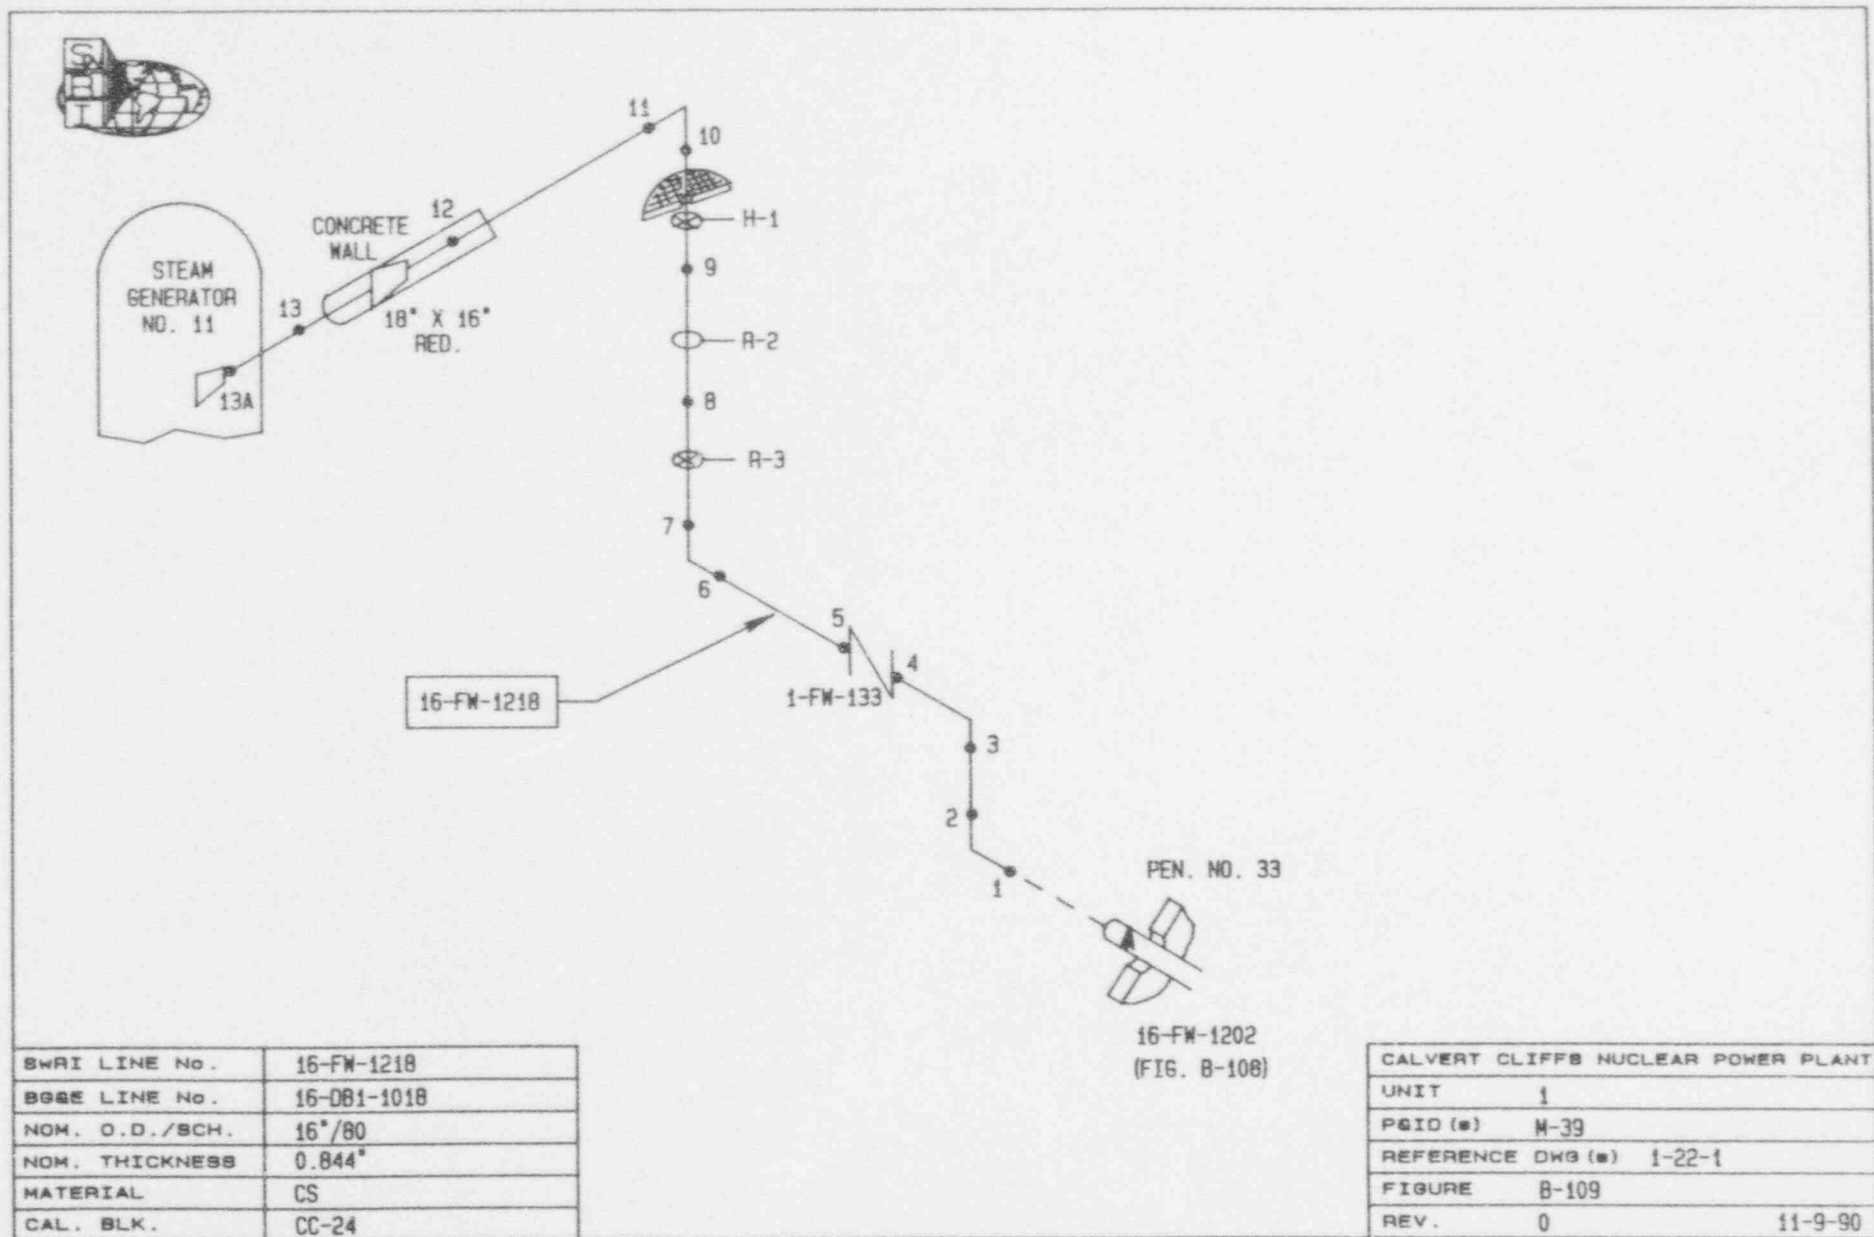 SwRI
11
10
H-1
12
CONCRETE
WALL
9
STEAM
GENERATOR
NO. 11
13
18" X 16"
RED.
R-2
13A
8
R-3
7
6
5
4
1-FW-133
16-FW-1218
3
2
1
PEN. NO. 33
16-FW-1202
(FIG. B-108)
SWRI LINE No. 16-FW-1218
BG&E LINE No. 16-DB1-1018
NOM. O.D./SCH. 16"/80
NOM. THICKNESS 0.844"
MATERIAL CS
CAL. BLK. CC-24
CALVERT CLIFFS NUCLEAR POWER PLANT
UNIT 1
P&ID(s) M-39
REFERENCE DWG(s) 1-22-1
FIGURE B-109
REV. 0 11-9-90